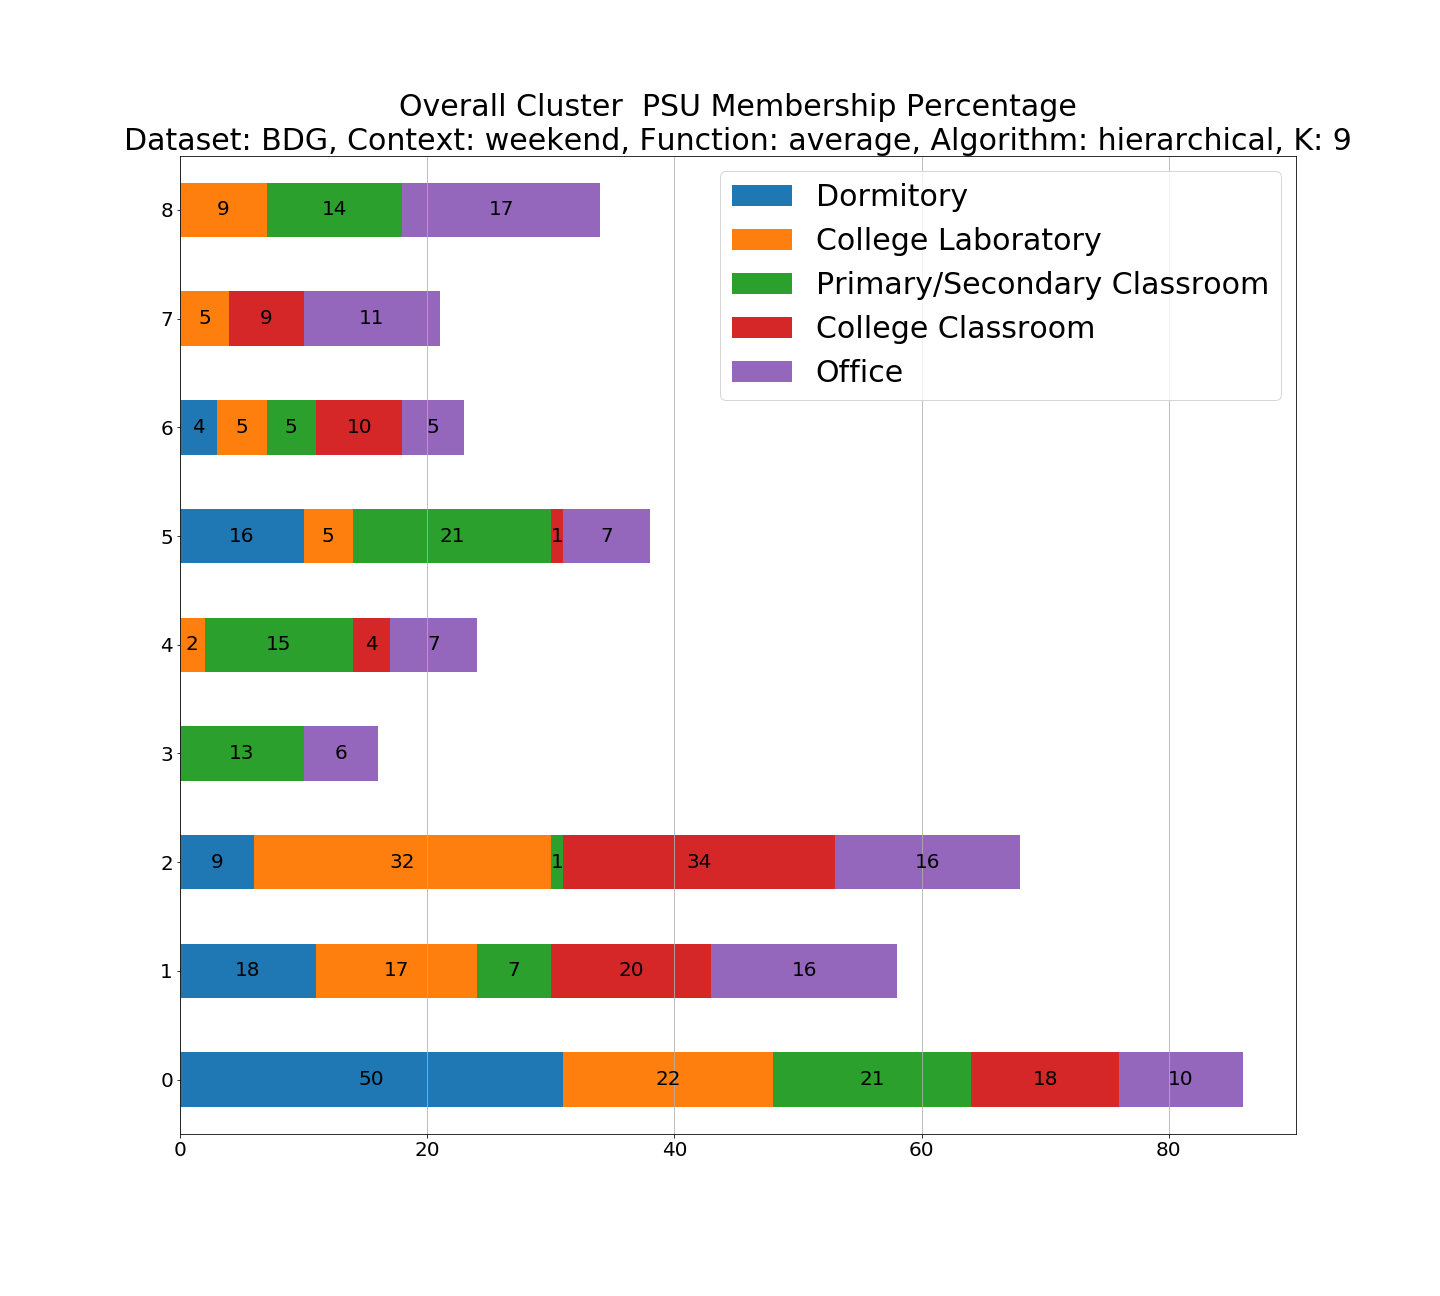 Overall Cluster  PSU Membership Percentage
Dataset: BDG, Context: weekend, Function: average, Algorithm: hierarchical, K: 9
Dormitory
College Laboratory
Primary/Secondary Classroom
College Classroom
Office
8 9 14 17
7 5 9 11
6 4 5 5 10 5
5 16 5 21 1 7
4 2 15 4 7
3 13 6
2 9 32 1 34 16
1 18 17 7 20 16
0 50 22 21 18 10
0 20 40 60 80